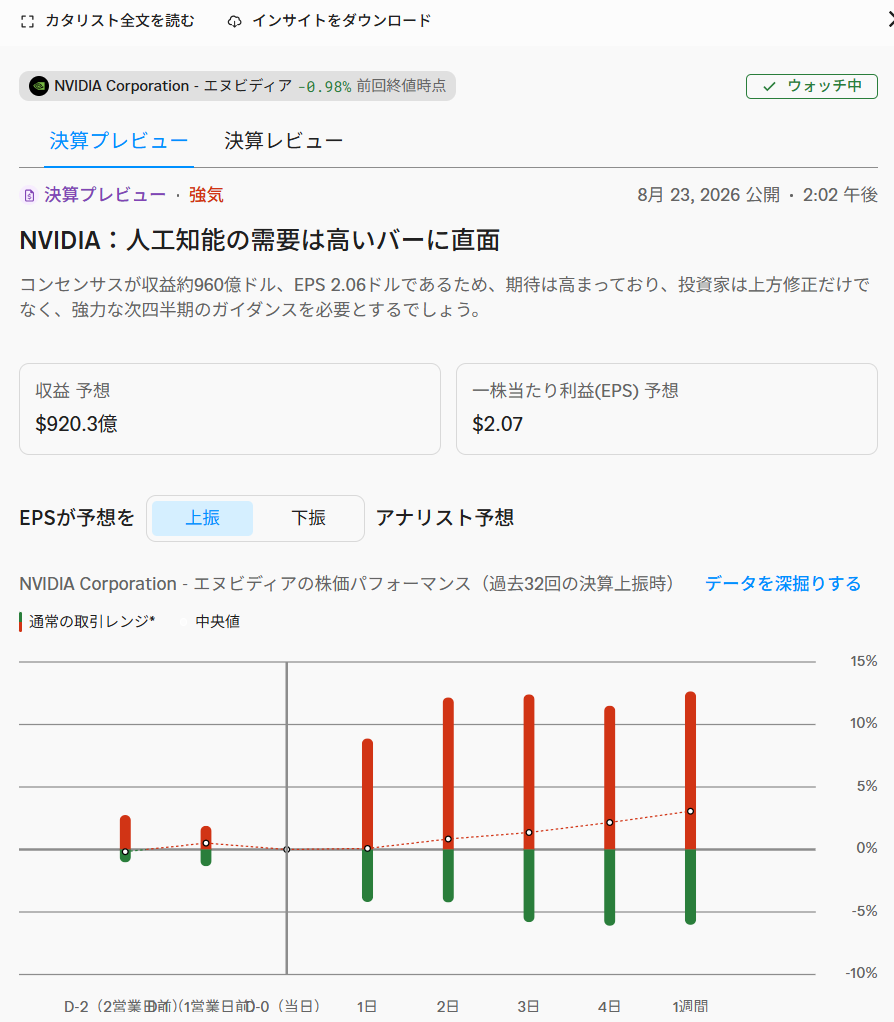 カタリスト全文を読む インサイトをダウンロード
NVIDIA Corporation - エヌビディア -0.98% 前回終値時点
ウォッチ中
決算プレビュー 決算レビュー
決算プレビュー · 強気
8月 23, 2026 公開 · 2:02 午後
NVIDIA：人工知能の需要は高いバーに直面
コンセンサスが収益約960億ドル、EPS 2.06ドルであるため、期待は高まっており、投資家は上方修正だけで
なく、強力な次四半期のガイダンスを必要とするでしょう。
収益 予想
$920.3億
一株当たり利益(EPS) 予想
$2.07
EPSが予想を 上振 下振 アナリスト予想
NVIDIA Corporation - エヌビディアの株価パフォーマンス（過去32回の決算上振時） データを深掘りする
通常の取引レンジ* 中央値
15%
10%
5%
0%
-5%
-10%
D-2（2営業日前）
(1営業日前)
D-0（当日）
1日
2日
3日
4日
1週間